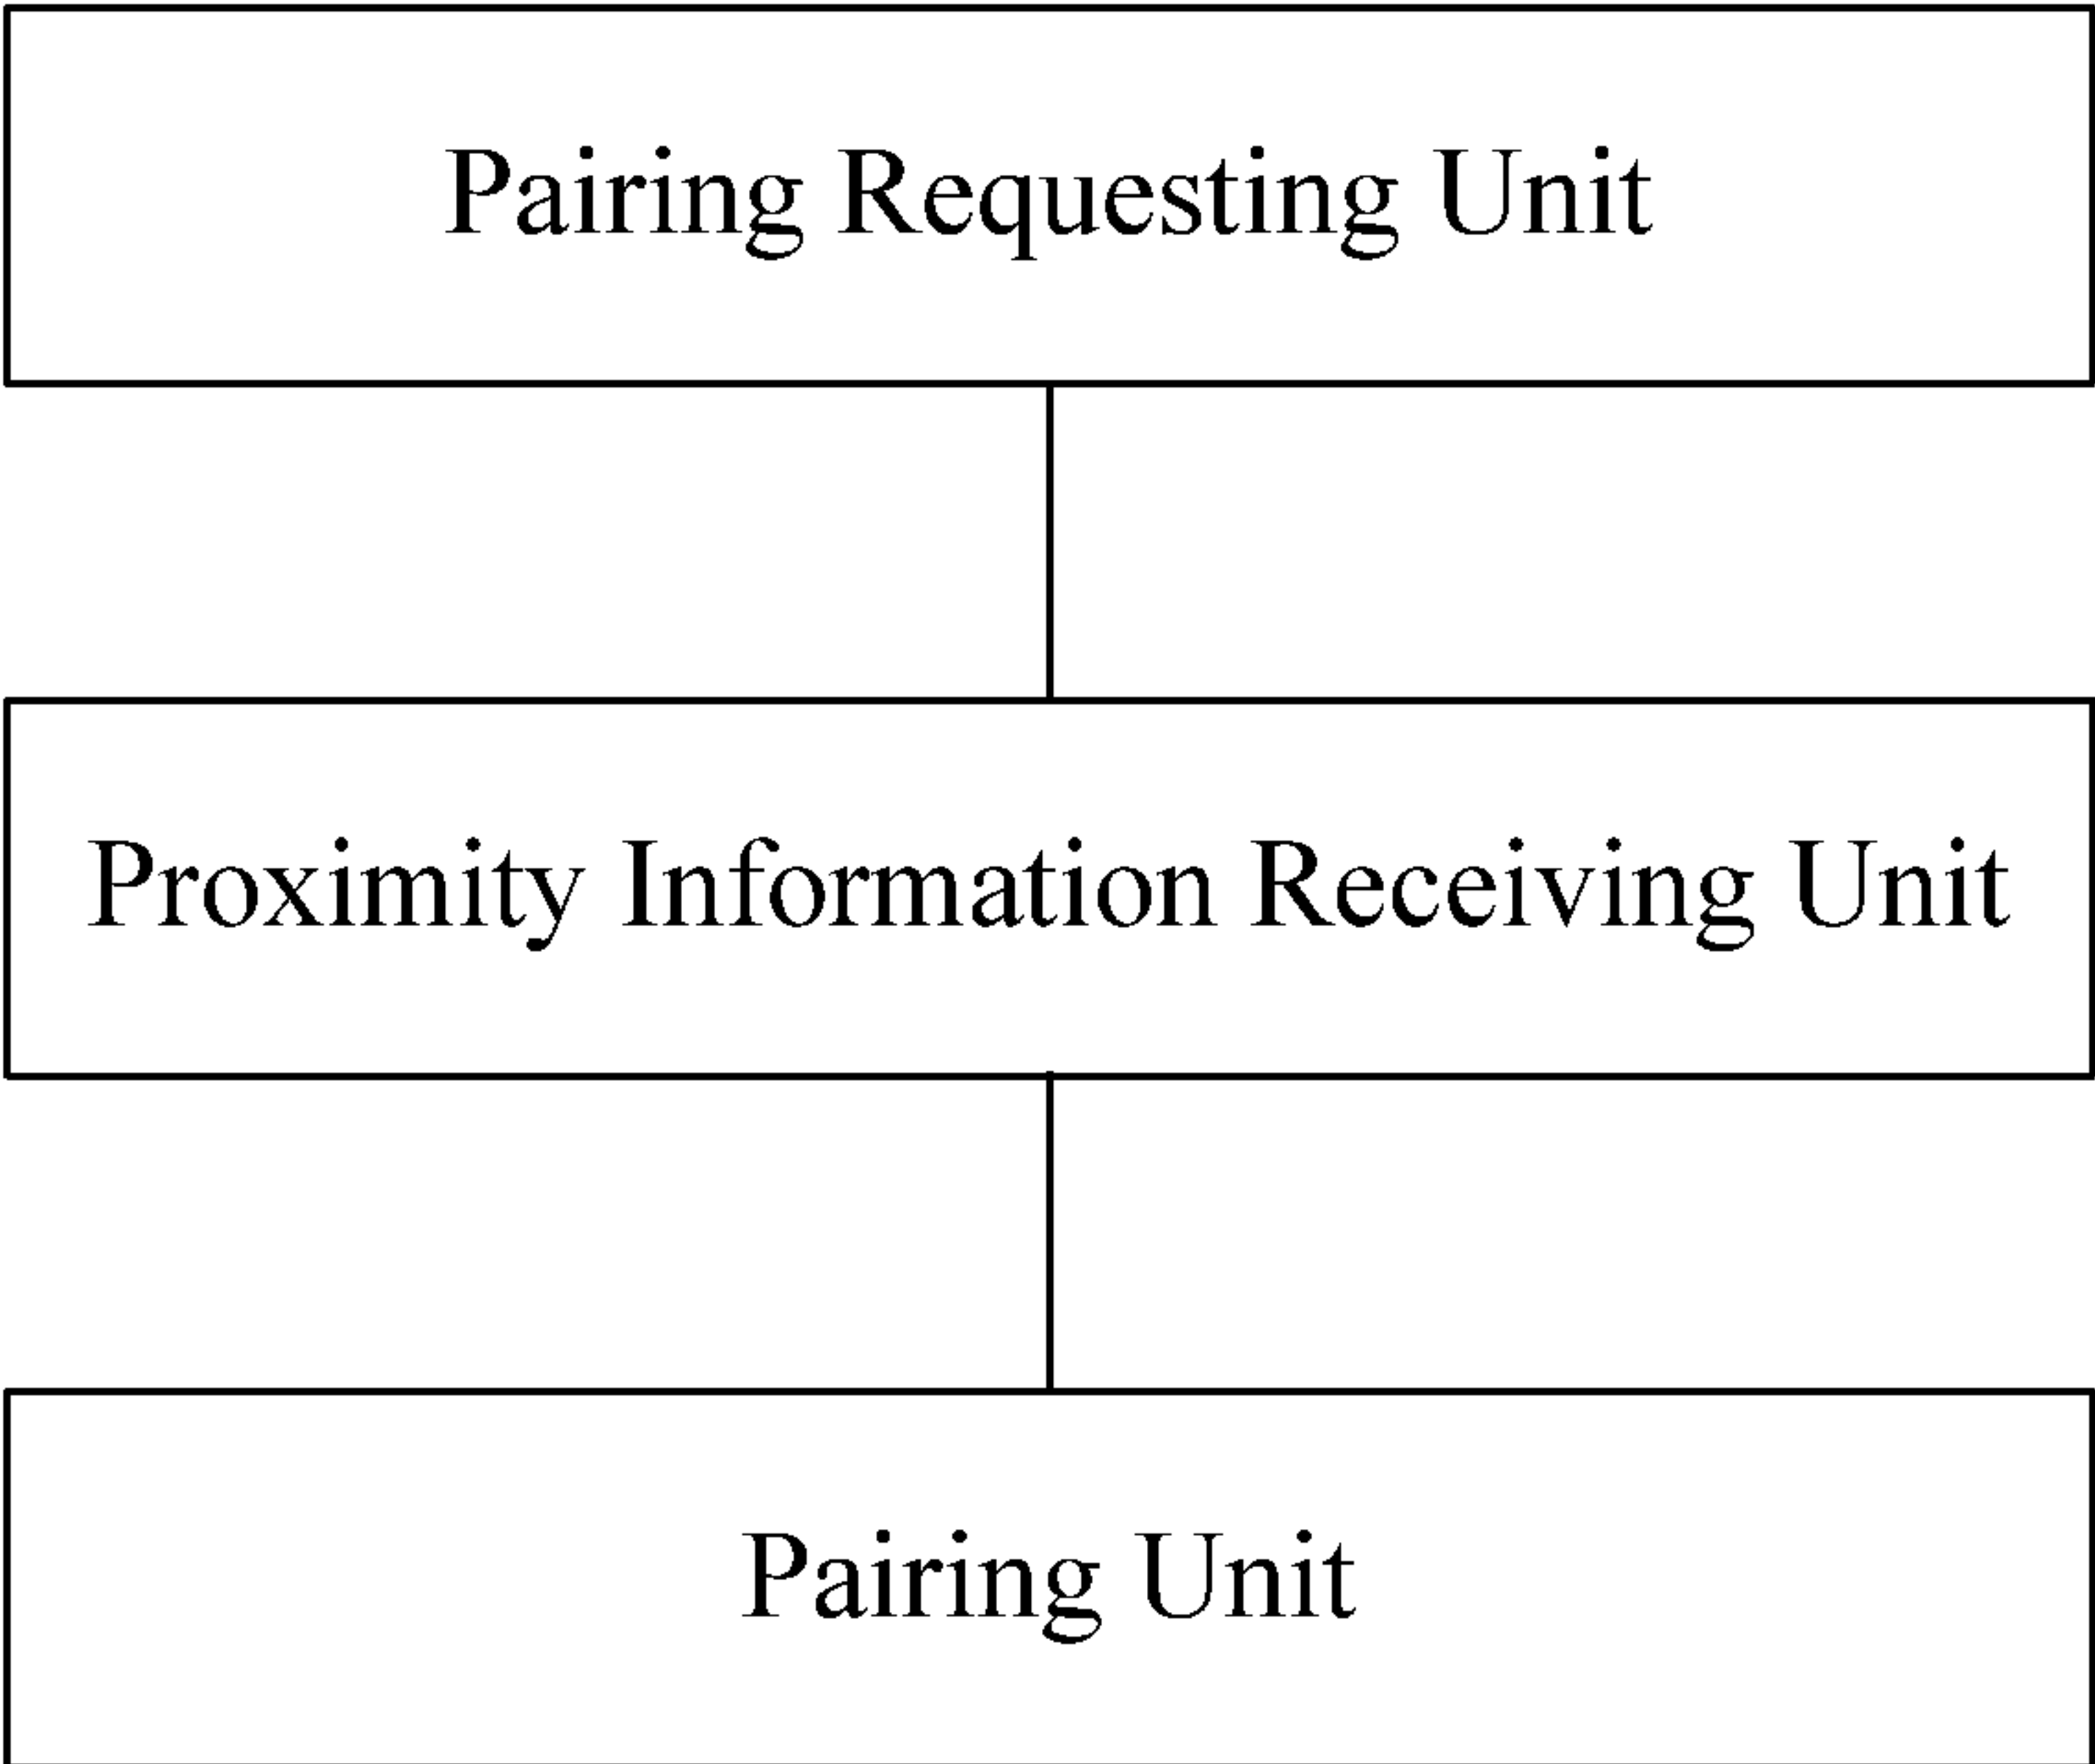 Pairing Requesting Unit
Proximity Information Receiving Unit
Pairing Unit